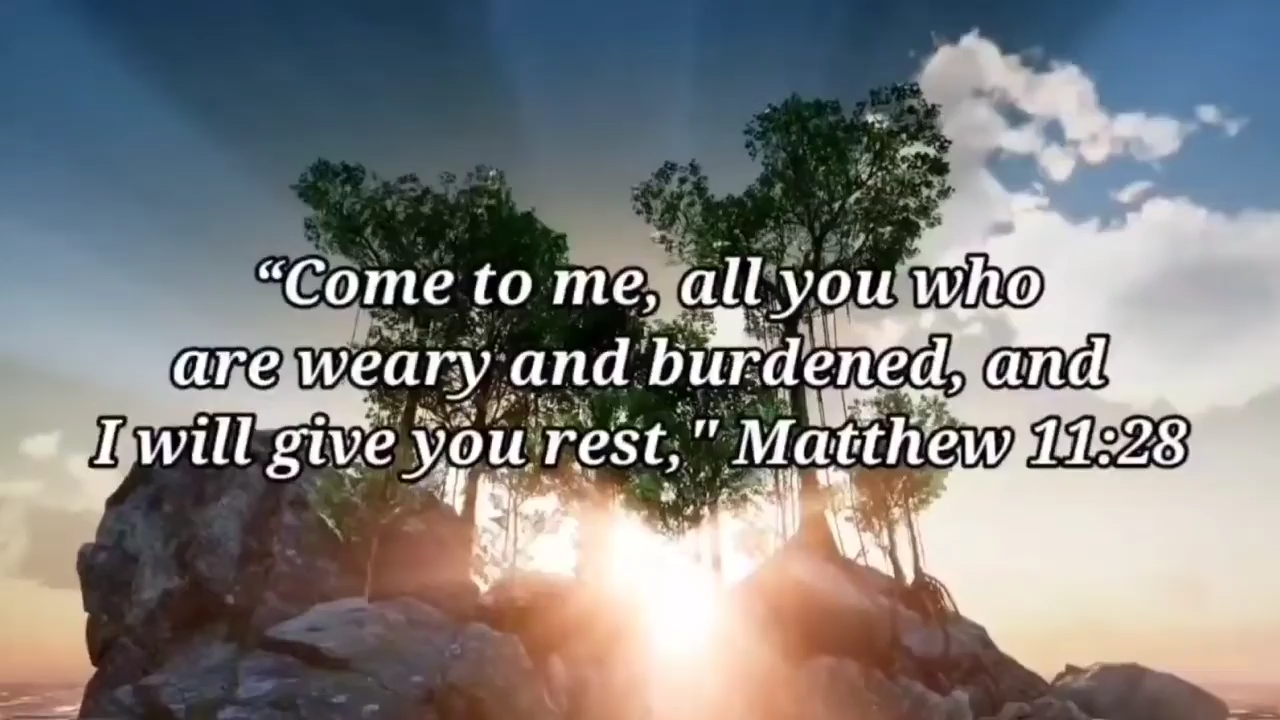 “Come to me, all you who
are weary and burdened, and
I will give you rest," Matthew 11:28